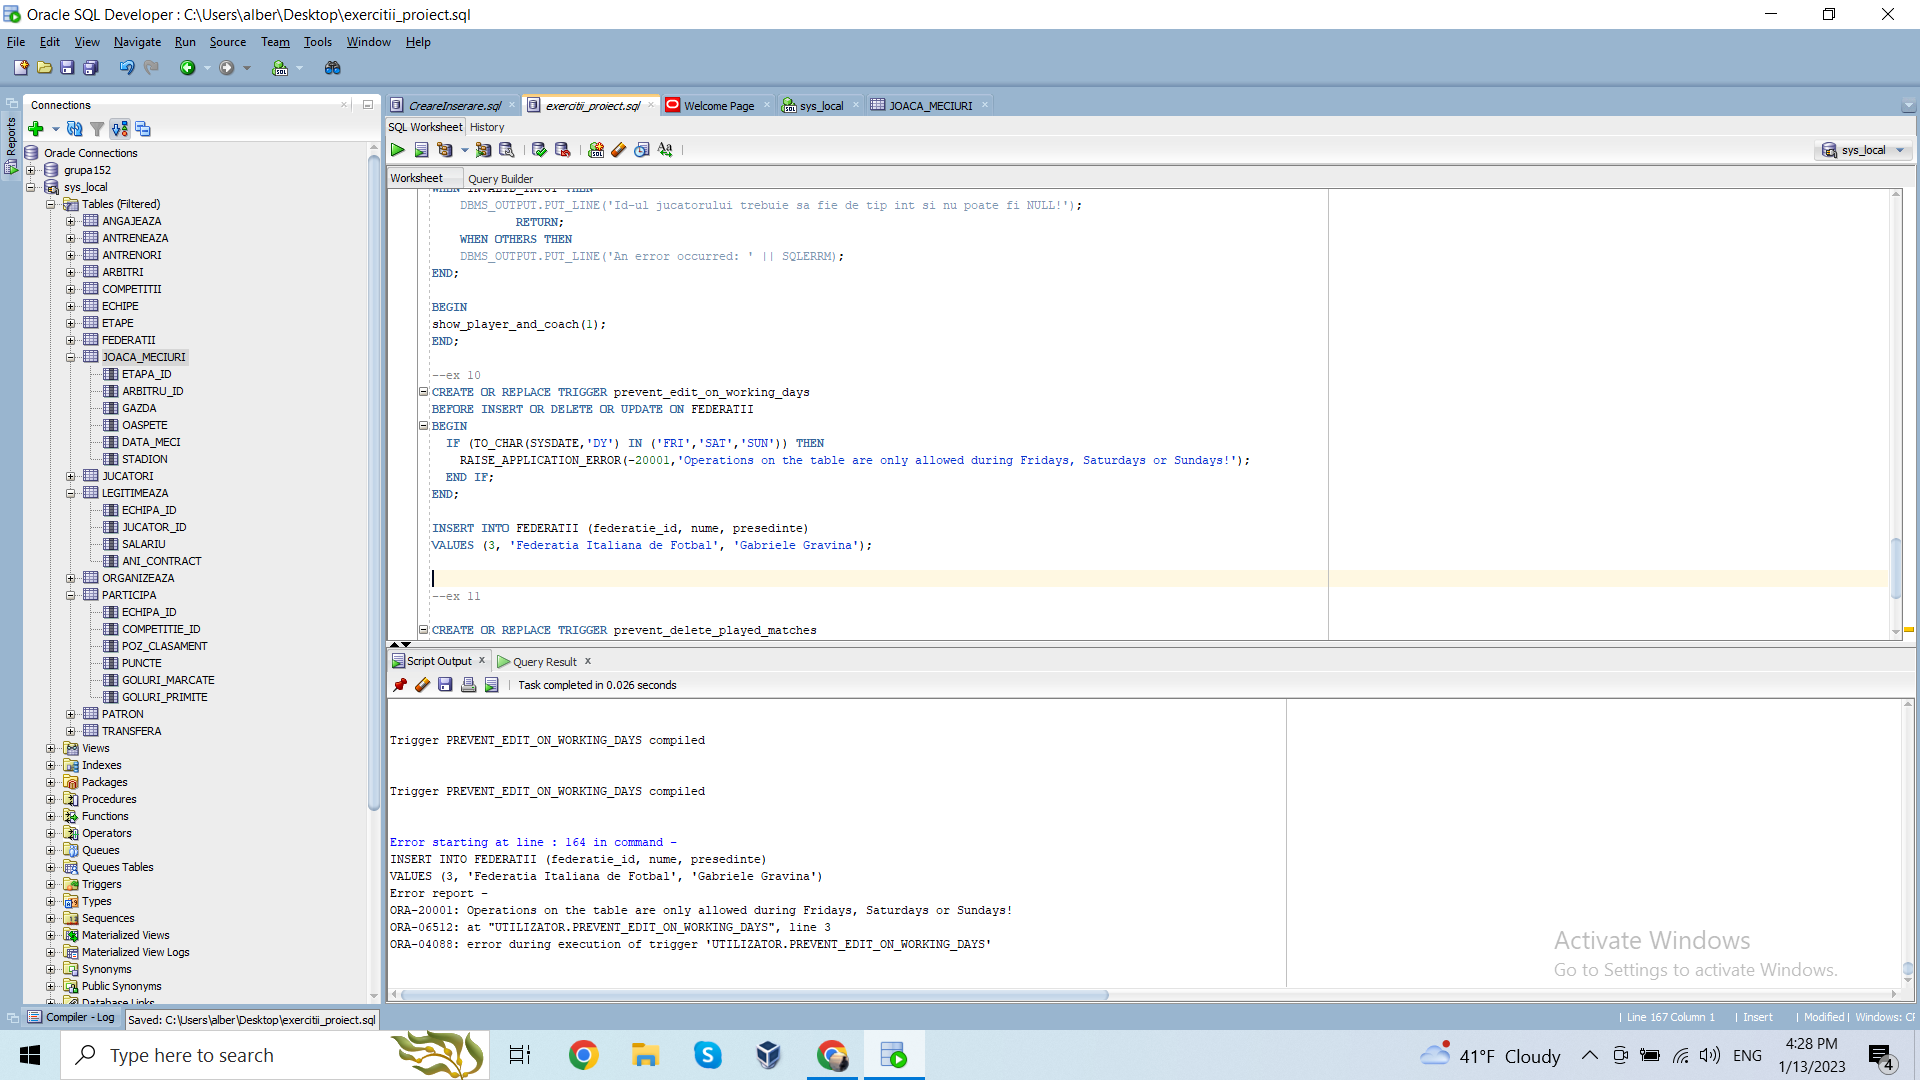 Oracle SQL Developer : C:\Users\alber\Desktop\exercitii_proiect.sql
File Edit View Navigate Run Source Team Tools Window Help
Reports
Connections
Oracle Connections
grupa152
sys_local
Tables (Filtered)
ANGAJEAZA
ANTRENEAZA
ANTRENORI
ARBITRI
COMPETITII
ECHIPE
ETAPE
FEDERATII
JOACA_MECIURI
ETAPA_ID
ARBITRU_ID
GAZDA
OASPETE
DATA_MECI
STADION
JUCATORI
LEGITIMEAZA
ECHIPA_ID
JUCATOR_ID
SALARIU
ANI_CONTRACT
ORGANIZEAZA
PARTICIPA
ECHIPA_ID
COMPETITIE_ID
POZ_CLASAMENT
PUNCTE
GOLURI_MARCATE
GOLURI_PRIMITE
PATRON
TRANSFERA
Views
Indexes
Packages
Procedures
Functions
Operators
Queues
Queues Tables
Triggers
Types
Sequences
Materialized Views
Materialized View Logs
Synonyms
Public Synonyms
Database Links
CreareInserare.sql exercitii_proiect.sql Welcome Page sys_local JOACA_MECIURI
SQL Worksheet History
sys_local
Worksheet Query Builder
WHEN INVALID_INPUT THEN
DBMS_OUTPUT.PUT_LINE('Id-ul jucatorului trebuie sa fie de tip int si nu poate fi NULL!');
RETURN;
WHEN OTHERS THEN
DBMS_OUTPUT.PUT_LINE('An error occurred: ' || SQLERRM);
END;
BEGIN
show_player_and_coach(1);
END;
--ex 10
CREATE OR REPLACE TRIGGER prevent_edit_on_working_days
BEFORE INSERT OR DELETE OR UPDATE ON FEDERATII
BEGIN
IF (TO_CHAR(SYSDATE,'DY') IN ('FRI','SAT','SUN')) THEN
RAISE_APPLICATION_ERROR(-20001,'Operations on the table are only allowed during Fridays, Saturdays or Sundays!');
END IF;
END;
INSERT INTO FEDERATII (federatie_id, nume, presedinte)
VALUES (3, 'Federatia Italiana de Fotbal', 'Gabriele Gravina');
--ex 11
CREATE OR REPLACE TRIGGER prevent_delete_played_matches
Script Output Query Result
Task completed in 0.026 seconds
Trigger PREVENT_EDIT_ON_WORKING_DAYS compiled
Trigger PREVENT_EDIT_ON_WORKING_DAYS compiled
Error starting at line : 164 in command -
INSERT INTO FEDERATII (federatie_id, nume, presedinte)
VALUES (3, 'Federatia Italiana de Fotbal', 'Gabriele Gravina')
Error report -
ORA-20001: Operations on the table are only allowed during Fridays, Saturdays or Sundays!
ORA-06512: at "UTILIZATOR.PREVENT_EDIT_ON_WORKING_DAYS", line 3
ORA-04088: error during execution of trigger 'UTILIZATOR.PREVENT_EDIT_ON_WORKING_DAYS'
Activate Windows
Go to Settings to activate Windows.
Compiler - Log Saved: C:\Users\alber\Desktop\exercitii_proiect.sql
Line 167 Column 1 | Insert | Modified | Windows: CF
Type here to search
41°F Cloudy ENG
4:28 PM
1/13/2023
4